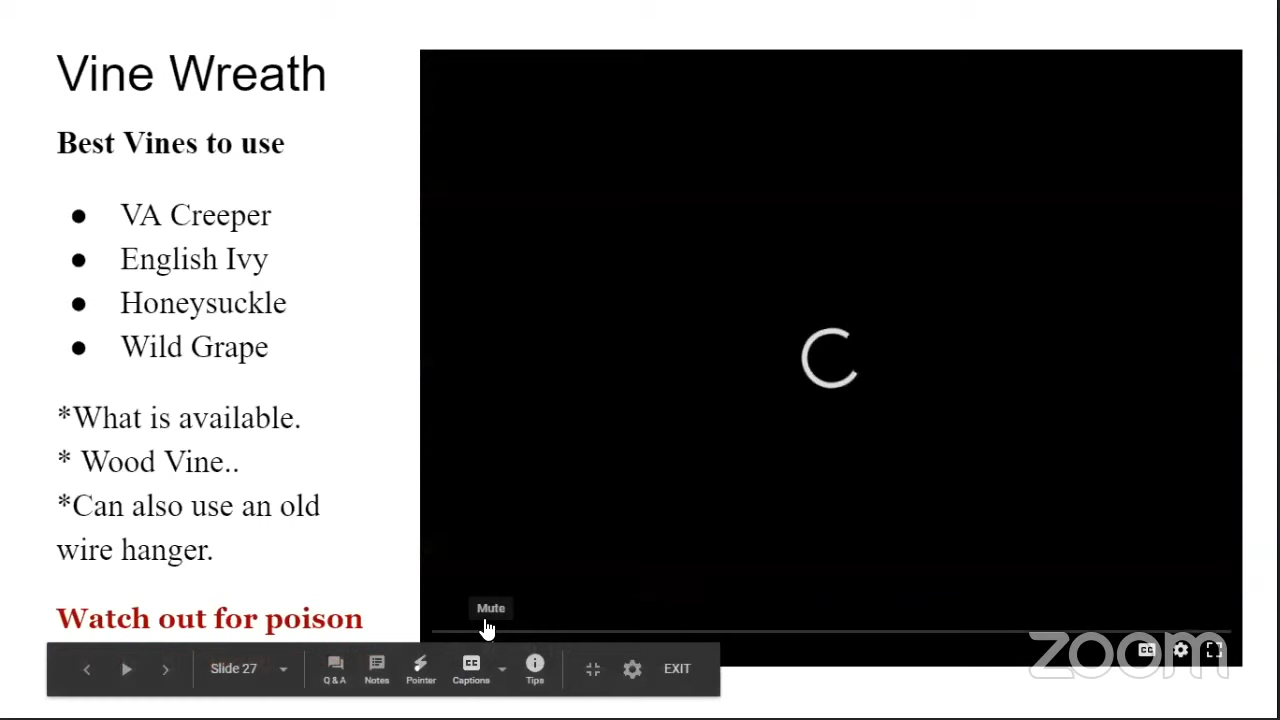 Vine Wreath
Best Vines to use
● VA Creeper
● English Ivy
● Honeysuckle
● Wild Grape
*What is available.
* Wood Vine..
*Can also use an old
wire hanger.
Watch out for poison
Mute
CC
zoom
Slide 27
Q & A
Notes
Pointer
CC
Captions
Tips
EXIT